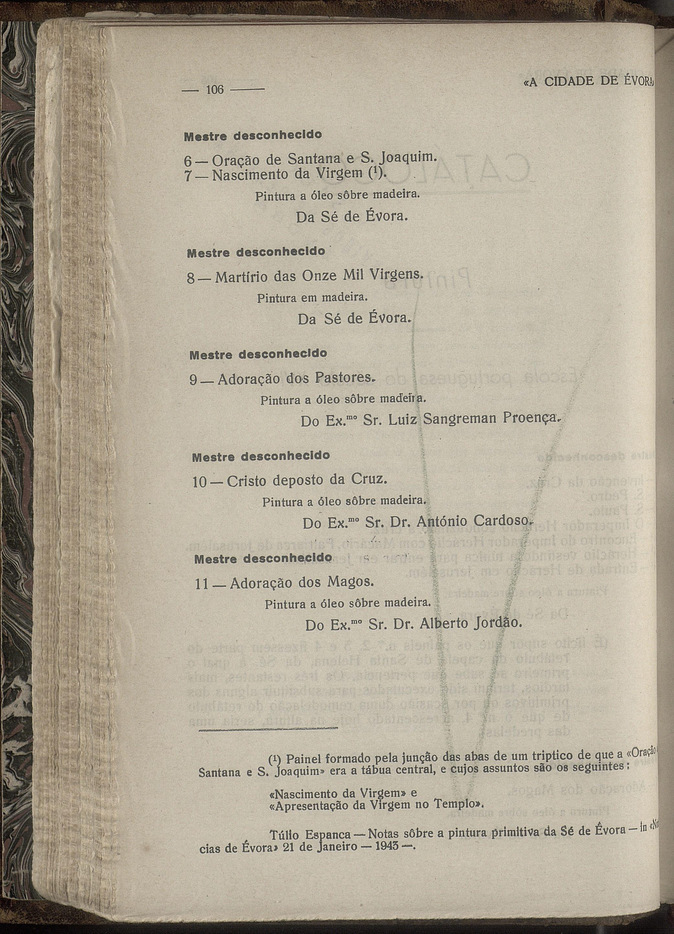 — 106 —
«A CIDADE DE ÉVORA
Mestre desconhecido
6 — Oração de Santana e S. Joaquim.
7 — Nascimento da Virgem (¹).
Pintura a óleo sôbre madeira.
Da Sé de Évora.
Mestre desconhecido
8 — Martírio das Onze Mil Virgens.
Pintura em madeira.
Da Sé de Évora.
Mestre desconhecido
9 — Adoração dos Pastores.
Pintura a óleo sôbre madeira.
Do Ex.ᵐᵒ Sr. Luiz Sangreman Proença.
Mestre desconhecido
10 — Cristo deposto da Cruz.
Pintura a óleo sôbre madeira.
Do Ex.ᵐᵒ Sr. Dr. António Cardoso.
Mestre desconhecido
11 — Adoração dos Magos.
Pintura a óleo sôbre madeira.
Do Ex.ᵐᵒ Sr. Dr. Alberto Jordão.
(¹) Painel formado pela junção das abas de um triptico de que a «Oração
Santana e S. Joaquim» era a tábua central, e cujos assuntos são os seguintes:
«Nascimento da Virgem» e
«Apresentação da Virgem no Templo».
Túlio Espanca — Notas sôbre a pintura primitiva da Sé de Évora — in
cias de Évora» 21 de Janeiro — 1943 —.